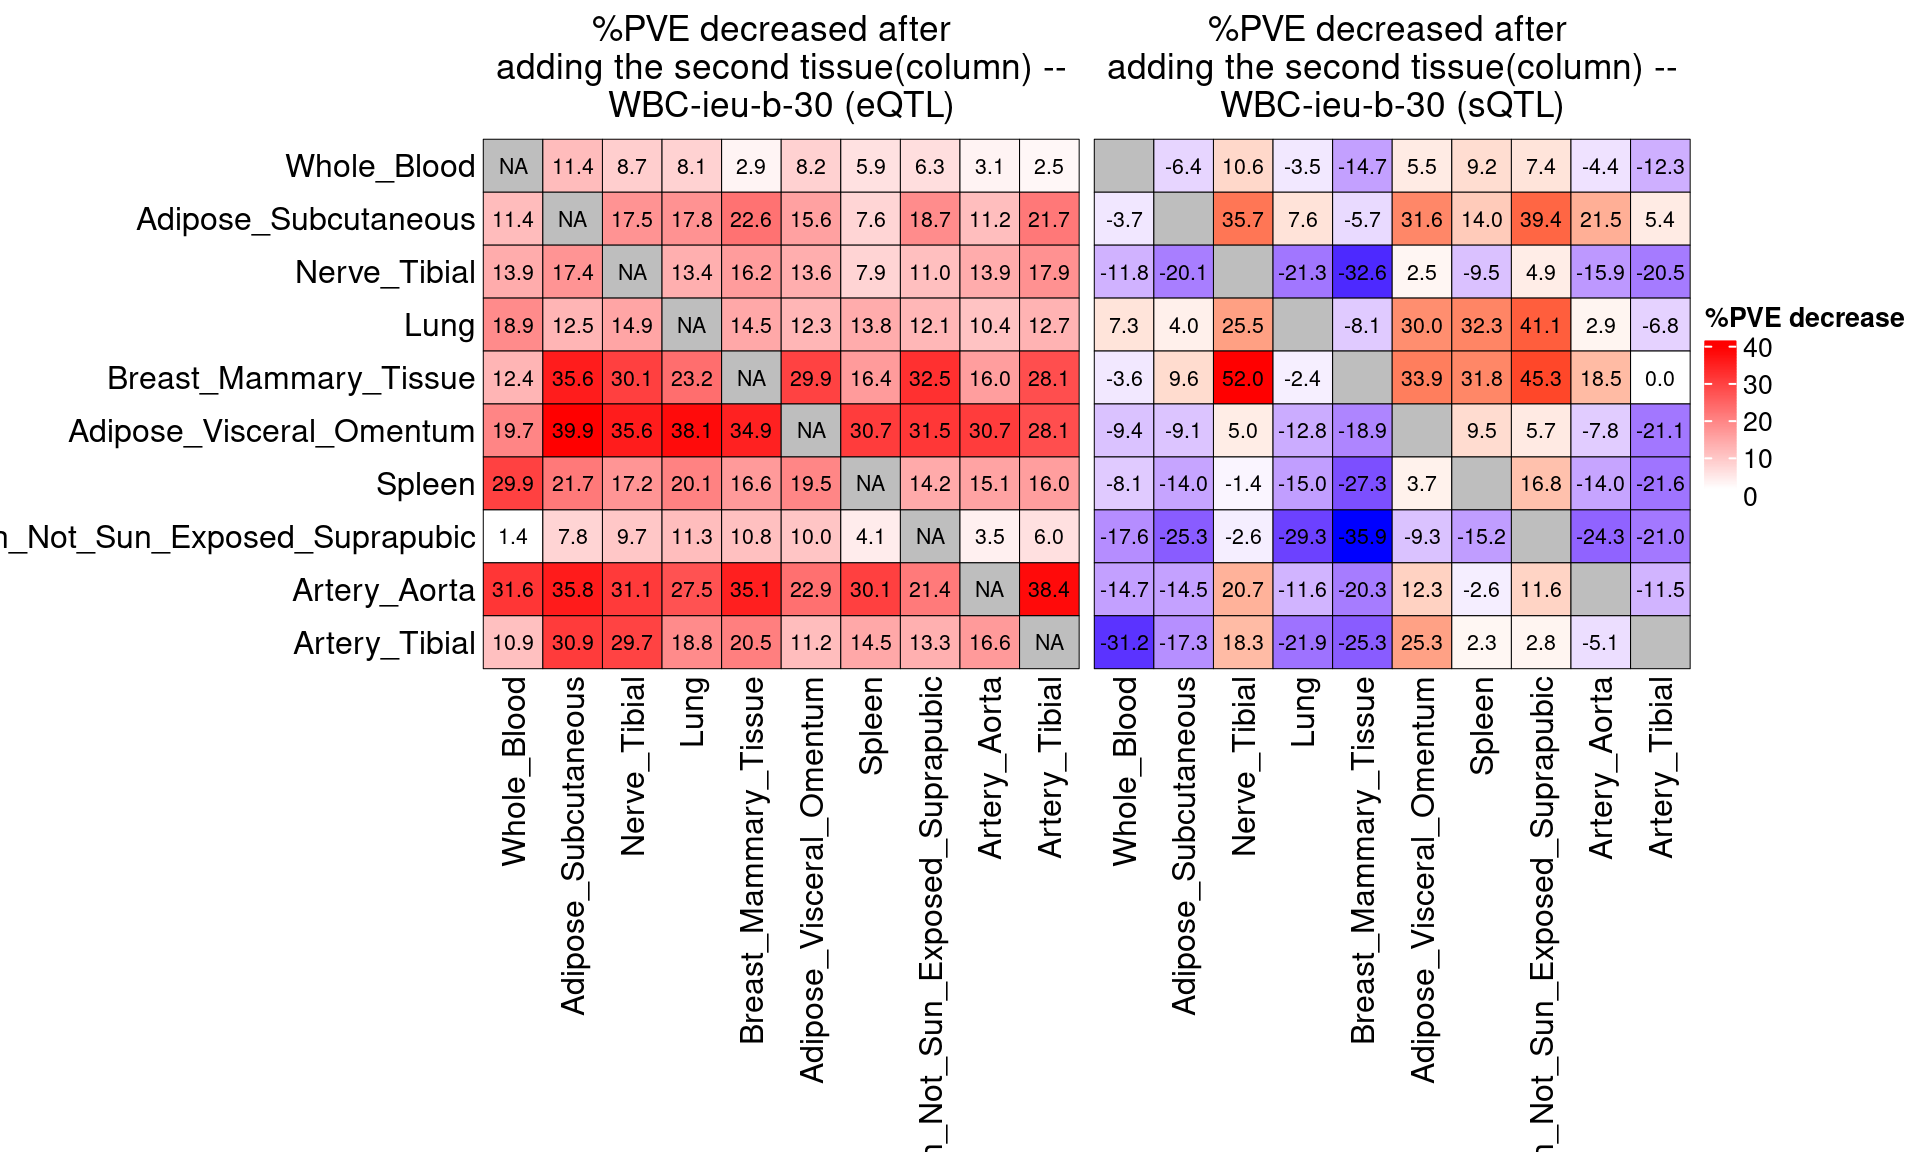 %PVE decreased after
adding the second tissue(column) --
WBC-ieu-b-30 (eQTL)
%PVE decreased after
adding the second tissue(column) --
WBC-ieu-b-30 (sQTL)
Whole_Blood NA 11.4 8.7 8.1 2.9 8.2 5.9 6.3 3.1 2.5 -6.4 10.6 -3.5 -14.7 5.5 9.2 7.4 -4.4 -12.3
Adipose_Subcutaneous 11.4 NA 17.5 17.8 22.6 15.6 7.6 18.7 11.2 21.7 -3.7 35.7 7.6 -5.7 31.6 14.0 39.4 21.5 5.4
Nerve_Tibial 13.9 17.4 NA 13.4 16.2 13.6 7.9 11.0 13.9 17.9 -11.8 -20.1 -21.3 -32.6 2.5 -9.5 4.9 -15.9 -20.5
Lung 18.9 12.5 14.9 NA 14.5 12.3 13.8 12.1 10.4 12.7 7.3 4.0 25.5 -8.1 30.0 32.3 41.1 2.9 -6.8
Breast_Mammary_Tissue 12.4 35.6 30.1 23.2 NA 29.9 16.4 32.5 16.0 28.1 -3.6 9.6 52.0 -2.4 33.9 31.8 45.3 18.5 0.0
Adipose_Visceral_Omentum 19.7 39.9 35.6 38.1 34.9 NA 30.7 31.5 30.7 28.1 -9.4 -9.1 5.0 -12.8 -18.9 9.5 5.7 -7.8 -21.1
Spleen 29.9 21.7 17.2 20.1 16.6 19.5 NA 14.2 15.1 16.0 -8.1 -14.0 -1.4 -15.0 -27.3 3.7 16.8 -14.0 -21.6
n_Not_Sun_Exposed_Suprapubic 1.4 7.8 9.7 11.3 10.8 10.0 4.1 NA 3.5 6.0 -17.6 -25.3 -2.6 -29.3 -35.9 -9.3 -15.2 -24.3 -21.0
Artery_Aorta 31.6 35.8 31.1 27.5 35.1 22.9 30.1 21.4 NA 38.4 -14.7 -14.5 20.7 -11.6 -20.3 12.3 -2.6 11.6 -11.5
Artery_Tibial 10.9 30.9 29.7 18.8 20.5 11.2 14.5 13.3 16.6 NA -31.2 -17.3 18.3 -21.9 -25.3 25.3 2.3 2.8 -5.1
Whole_Blood
Adipose_Subcutaneous
Nerve_Tibial
Lung
Breast_Mammary_Tissue
Adipose_Visceral_Omentum
Spleen
n_Not_Sun_Exposed_Suprapubic
Artery_Aorta
Artery_Tibial
Whole_Blood
Adipose_Subcutaneous
Nerve_Tibial
Lung
Breast_Mammary_Tissue
Adipose_Visceral_Omentum
Spleen
n_Not_Sun_Exposed_Suprapubic
Artery_Aorta
Artery_Tibial
%PVE decrease
40
30
20
10
0